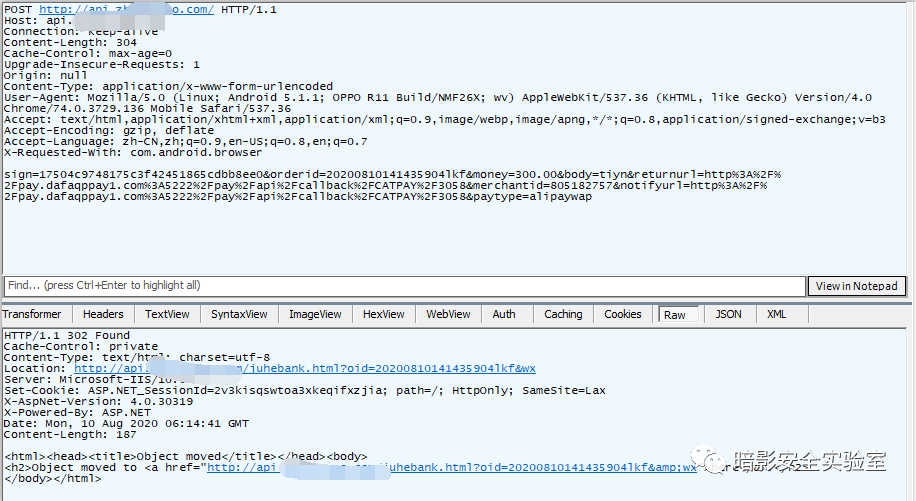 POST http://api.zh o.com/ HTTP/1.1
Host: api.
Connection: keep-alive
Content-Length: 304
Cache-Control: max-age=0
Upgrade-Insecure-Requests: 1
Origin: null
Content-Type: application/x-www-form-urlencoded
User-Agent: Mozilla/5.0 (Linux; Android 5.1.1; OPPO R11 Build/NMF26X; wv) AppleWebKit/537.36 (KHTML, like Gecko) Version/4.0
Chrome/74.0.3729.136 Mobile Safari/537.36
Accept: text/html,application/xhtml+xml,application/xml;q=0.9,image/webp,image/apng,*/*;q=0.8,application/signed-exchange;v=b3
Accept-Encoding: gzip, deflate
Accept-Language: zh-CN,zh;q=0.9,en-US;q=0.8,en;q=0.7
X-Requested-With: com.android.browser
sign=17504c9748175c3f42451865cdbb8ee0&orderid=20200810141435904lkf&money=300.00&body=tiyn&returnurl=http%3A%2F%
2Fpay.dafaqppay1.com%3A5222%2Fpay%2Fapi%2Fcallback%2FCATPAY%2F3058&merchantid=805182757&notifyurl=http%3A%2F%
2Fpay.dafaqppay1.com%3A5222%2Fpay%2Fapi%2Fcallback%2FCATPAY%2F3058&paytype=alipaywap
Find... (press Ctrl+Enter to highlight all) View in Notepad
Transformer Headers TextView SyntaxView ImageView HexView WebView Auth Caching Cookies Raw JSON XML
HTTP/1.1 302 Found
Cache-Control: private
Content-Type: text/html; charset=utf-8
Location: http://api. /juhebank.html?oid=20200810141435904lkf&wx
Server: Microsoft-IIS/10.
Set-Cookie: ASP.NET_SessionId=2v3kisqswtoa3xkeqifxzjia; path=/; HttpOnly; SameSite=Lax
X-AspNet-Version: 4.0.30319
X-Powered-By: ASP.NET
Date: Mon, 10 Aug 2020 06:14:41 GMT
Content-Length: 187
<html><head><title>Object moved</title></head><body>
<h2>Object moved to <a href="http://api /juhebank.html?oid=20200810141435904lkf&amp;wx
</body></html>
暗影安全实验室